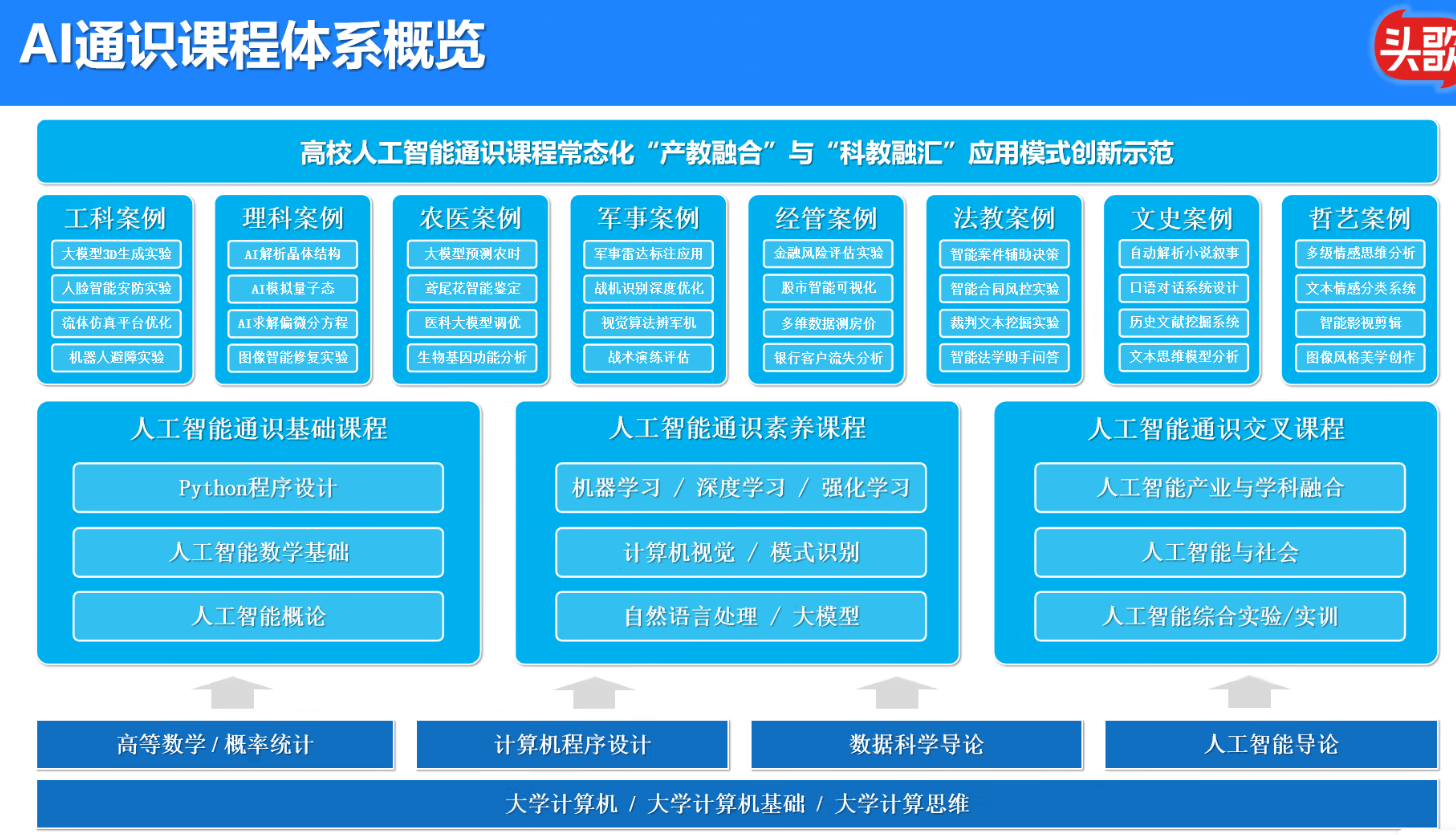 AI通识课程体系概览
头歌
高校人工智能通识课程常态化“产教融合”与“科教融汇”应用模式创新示范
工科案例
大模型3D生成实验
人脸智能安防实验
流体仿真平台优化
机器人避障实验
理科案例
AI解析晶体结构
AI模拟量子态
AI求解偏微分方程
图像智能修复实验
农医案例
大模型预测农时
鸢尾花智能鉴定
医科大模型调优
生物基因功能分析
军事案例
军事雷达标注应用
战机识别深度优化
视觉算法辨军机
战术演练评估
经管案例
金融风险评估实验
股市智能可视化
多维数据测房价
银行客户流失分析
法教案例
智能案件辅助决策
智能合同风控实验
裁判文本挖掘实验
智能法学助手问答
文史案例
自动解析小说叙事
口语对话系统设计
历史文献挖掘系统
文本思维模型分析
哲艺案例
多级情感思维分析
文本情感分类系统
智能影视剪辑
图像风格美学创作
人工智能通识基础课程
Python程序设计
人工智能数学基础
人工智能概论
人工智能通识素养课程
机器学习 / 深度学习 / 强化学习
计算机视觉 / 模式识别
自然语言处理 / 大模型
人工智能通识交叉课程
人工智能产业与学科融合
人工智能与社会
人工智能综合实验/实训
高等数学 / 概率统计
计算机程序设计
数据科学导论
人工智能导论
大学计算机 / 大学计算机基础 / 大学计算思维